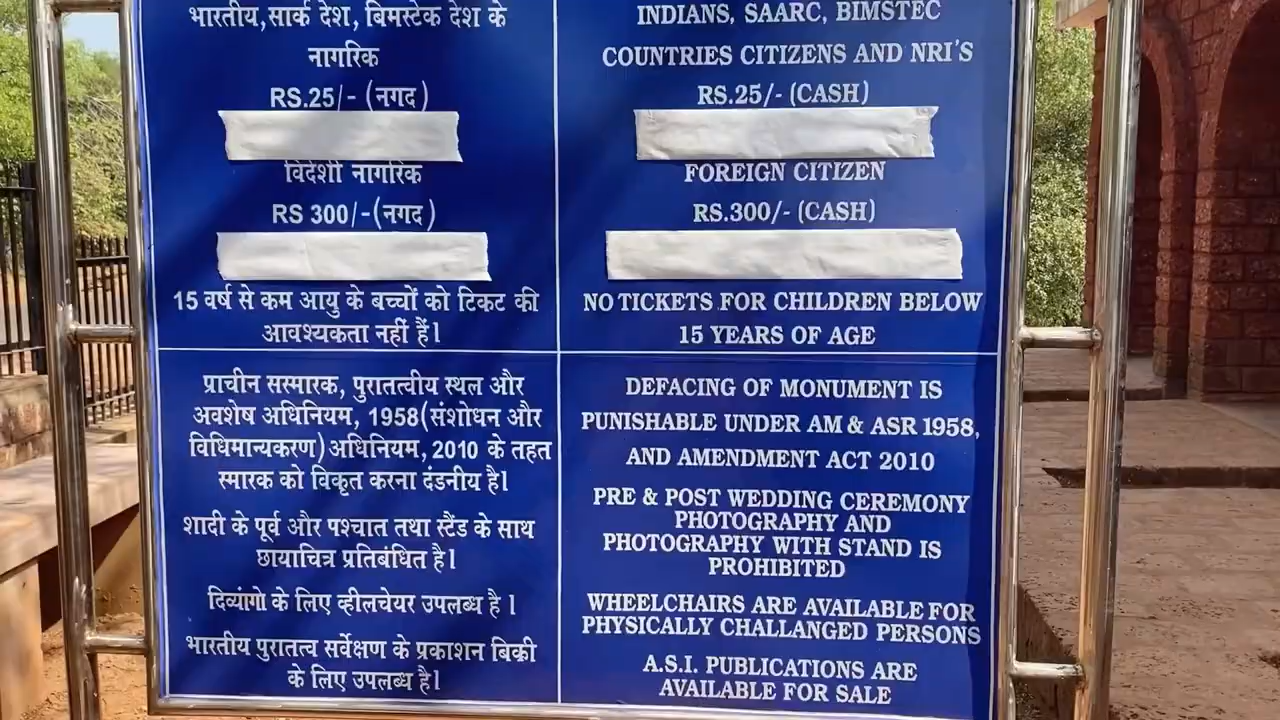 भारतीय, सार्क देश, बिमस्टेक देश के
नागरिक
RS.25/- (नगद)
विदेशी नागरिक
RS 300/-(नगद)
15 वर्ष से कम आयु के बच्चों को टिकट की
आवश्यकता नहीं हैं।
प्राचीन सस्मारक, पुरातत्वीय स्थल और
अवशेष अधिनियम, 1958(संशोधन और
विधिमान्यकरण) अधिनियम, 2010 के तहत
स्मारक को विकृत करना दंडनीय है।
शादी के पूर्व और पश्चात तथा स्टैंड के साथ
छायाचित्र प्रतिबंधित है।
दिव्यांगो के लिए व्हीलचेयर उपलब्ध है।
भारतीय पुरातत्व सर्वेक्षण के प्रकाशन बिकी
के लिए उपलब्ध है।
INDIANS, SAARC, BIMSTEC
COUNTRIES CITIZENS AND NRI'S
RS.25/- (CASH)
FOREIGN CITIZEN
RS.300/- (CASH)
NO TICKETS FOR CHILDREN BELOW
15 YEARS OF AGE
DEFACING OF MONUMENT IS
PUNISHABLE UNDER AM & ASR 1958,
AND AMENDMENT ACT 2010
PRE & POST WEDDING CEREMONY
PHOTOGRAPHY AND
PHOTOGRAPHY WITH STAND IS
PROHIBITED
WHEELCHAIRS ARE AVAILABLE FOR
PHYSICALLY CHALLANGED PERSONS
A.S.I. PUBLICATIONS ARE
AVAILABLE FOR SALE